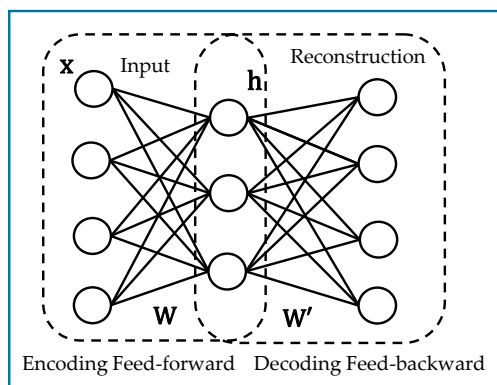 x
Input
Reconstruction
h
W
W′
Encoding Feed-forward
Decoding Feed-backward